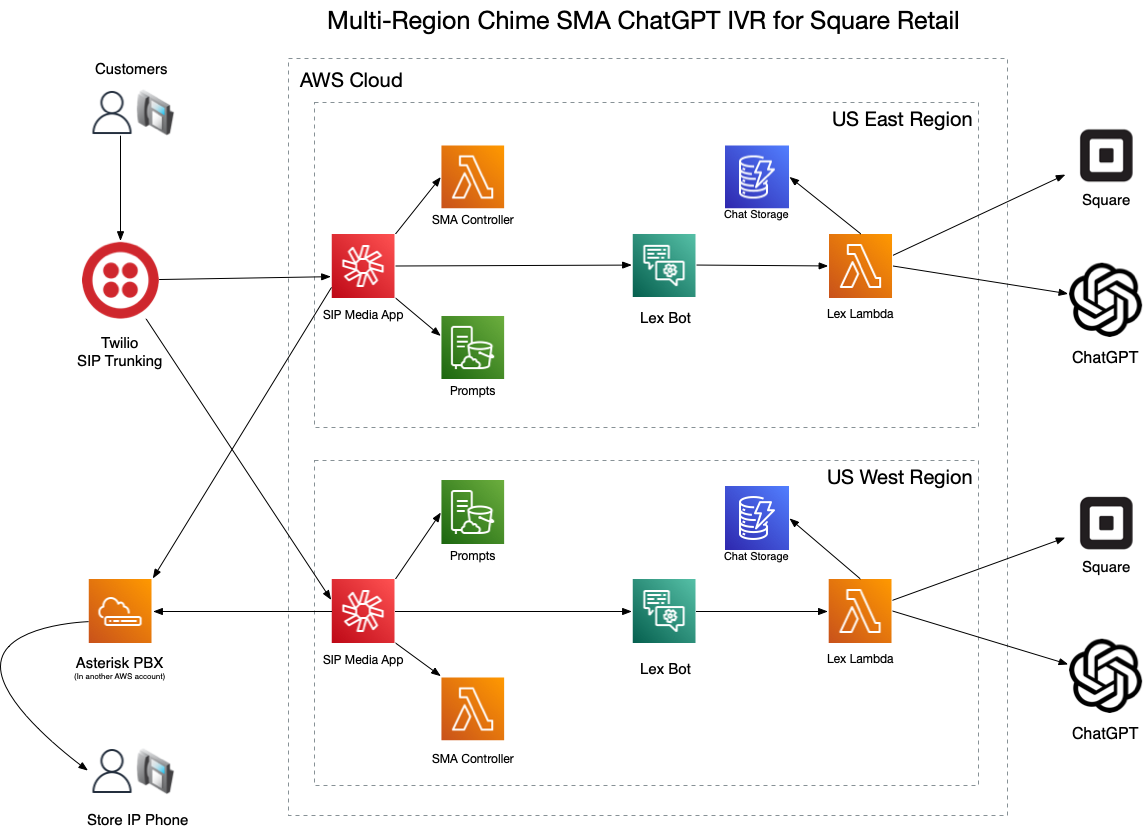 Multi-Region Chime SMA ChatGPT IVR for Square Retail
Customers
AWS Cloud
US East Region
SMA Controller
Chat Storage
Square
SIP Media App
Lex Bot
Lex Lambda
Twilio
SIP Trunking
ChatGPT
Prompts
US West Region
Prompts
Chat Storage
Square
Asterisk PBX
(In another AWS account)
SIP Media App
Lex Bot
Lex Lambda
ChatGPT
SMA Controller
Store IP Phone